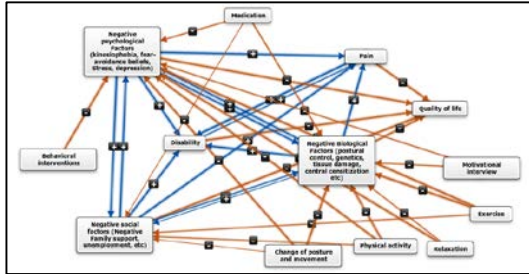 Medication
Negative
psychological Factors
(kinesiophobia, fear-
avoidance beliefs,
Stress, depression)
Pain
Quality of life
Disability
Negative Biological
Factors (postural
control, genetics,
tissue damage,
central censitization
etc)
Behavioral
interventions
Motivational
interview
Negative social
factors (Negative
Family support,
unemployment, etc)
Exercise
Change of posture
and movement
Physical activity
Relaxation